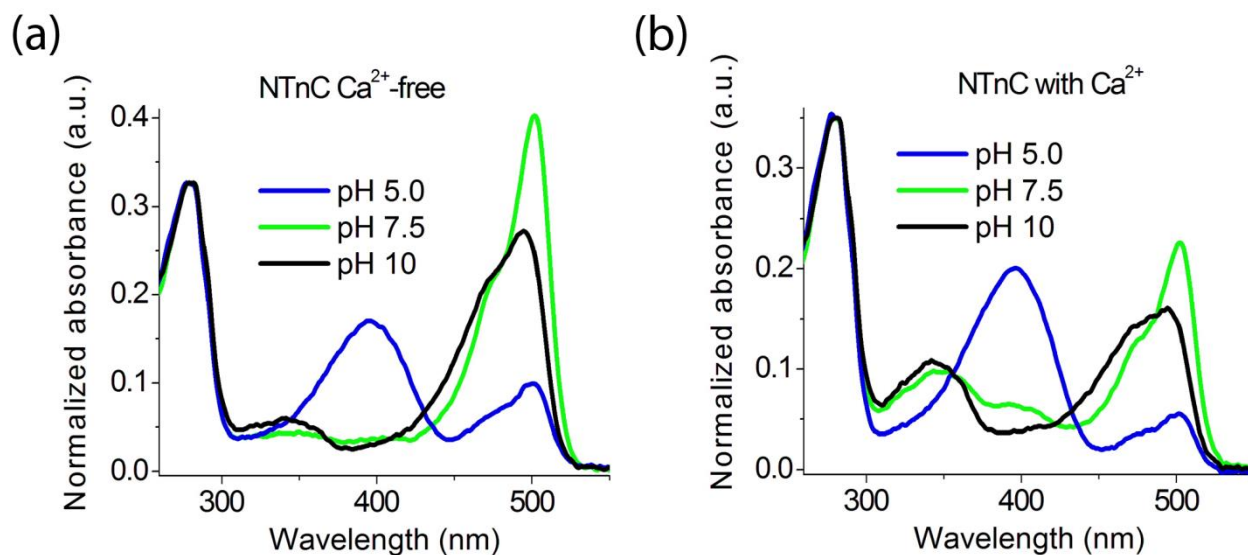 (a)
NTnC Ca²⁺-free
Normalized absorbance (a.u.)
0.4
0.3
0.2
0.1
0.0
pH 5.0
pH 7.5
pH 10
300 400 500
Wavelength (nm)
(b)
NTnC with Ca²⁺
Normalized absorbance (a.u.)
0.3
0.2
0.1
0.0
pH 5.0
pH 7.5
pH 10
300 400 500
Wavelength (nm)